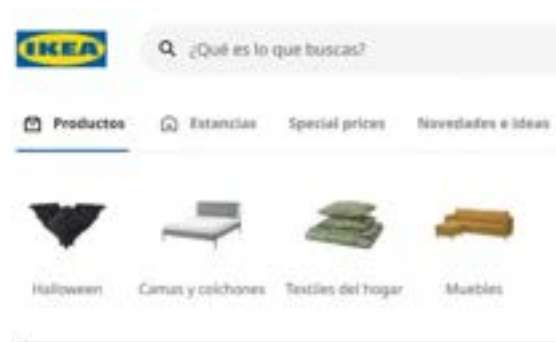 IKEA
¿Qué es lo que buscas?
Productos Estancias Special prices Novedades e ideas
Halloween Camas y colchones Textiles del hogar Muebles